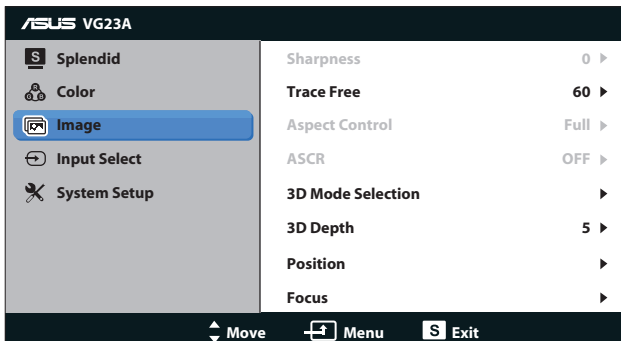 ASUS VG23A
S Splendid
Color
Image
Input Select
System Setup
Sharpness 0
Trace Free 60
Aspect Control Full
ASCR OFF
3D Mode Selection
3D Depth 5
Position
Focus
Move Menu S Exit